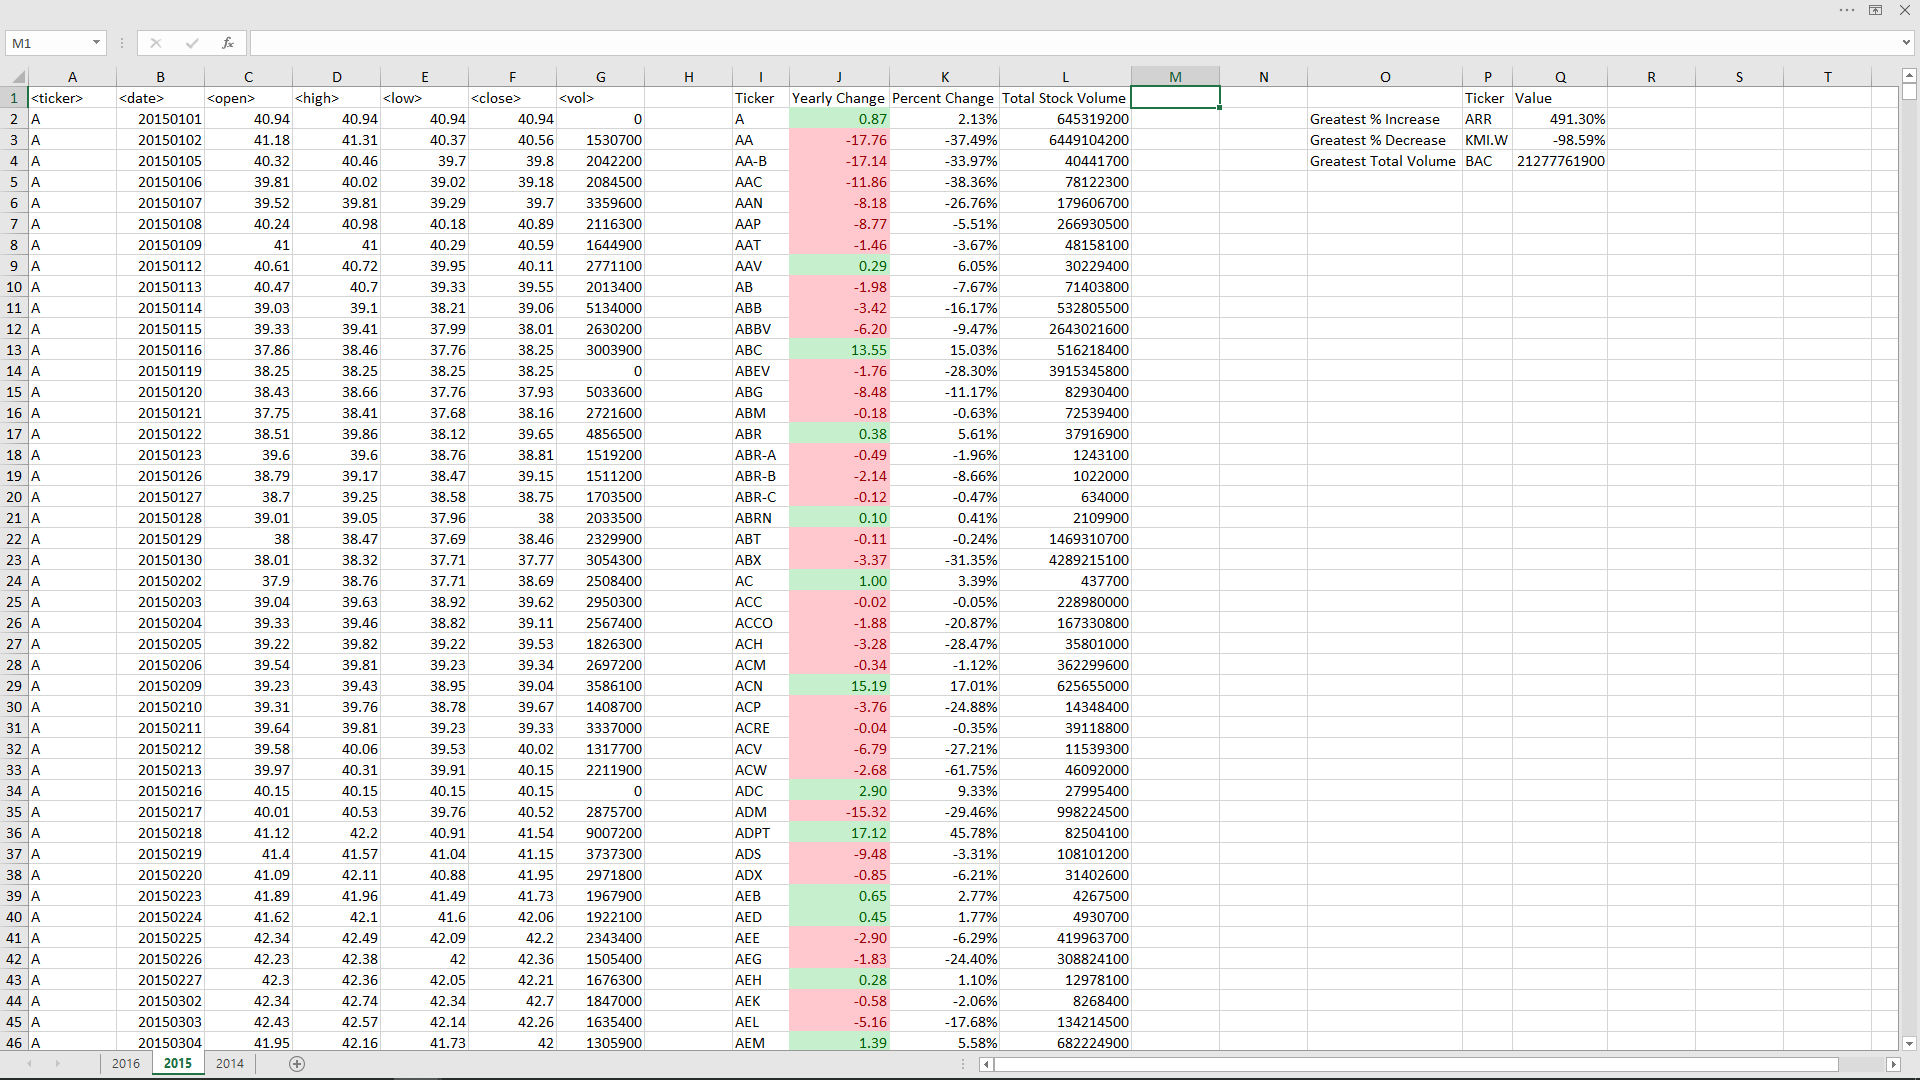 M1
A B C D E F G H I J K L M N O P Q R S T
1 <ticker> <date> <open> <high> <low> <close> <vol> Ticker Yearly Change Percent Change Total Stock Volume Ticker Value
2 A 20150101 40.94 40.94 40.94 40.94 0 A 0.87 2.13% 645319200 Greatest % Increase ARR 491.30%
3 A 20150102 41.18 41.31 40.37 40.56 1530700 AA -17.76 -37.49% 6449104200 Greatest % Decrease KMI.W -98.59%
4 A 20150105 40.32 40.46 39.7 39.8 2042200 AA-B -17.14 -33.97% 40441700 Greatest Total Volume BAC 21277761900
5 A 20150106 39.81 40.02 39.02 39.18 2084500 AAC -11.86 -38.36% 78122300
6 A 20150107 39.52 39.81 39.29 39.7 3359600 AAN -8.18 -26.76% 179606700
7 A 20150108 40.24 40.98 40.18 40.89 2116300 AAP -8.77 -5.51% 266930500
8 A 20150109 41 41 40.29 40.59 1644900 AAT -1.46 -3.67% 48158100
9 A 20150112 40.61 40.72 39.95 40.11 2771100 AAV 0.29 6.05% 30229400
10 A 20150113 40.47 40.7 39.33 39.55 2013400 AB -1.98 -7.67% 71403800
11 A 20150114 39.03 39.1 38.21 39.06 5134000 ABB -3.42 -16.17% 532805500
12 A 20150115 39.33 39.41 37.99 38.01 2630200 ABBV -6.20 -9.47% 2643021600
13 A 20150116 37.86 38.46 37.76 38.25 3003900 ABC 13.55 15.03% 516218400
14 A 20150119 38.25 38.25 38.25 38.25 0 ABEV -1.76 -28.30% 3915345800
15 A 20150120 38.43 38.66 37.76 37.93 5033600 ABG -8.48 -11.17% 82930400
16 A 20150121 37.75 38.41 37.68 38.16 2721600 ABM -0.18 -0.63% 72539400
17 A 20150122 38.51 39.86 38.12 39.65 4856500 ABR 0.38 5.61% 37916900
18 A 20150123 39.6 39.6 38.76 38.81 1519200 ABR-A -0.49 -1.96% 1243100
19 A 20150126 38.79 39.17 38.47 39.15 1511200 ABR-B -2.14 -8.66% 1022000
20 A 20150127 38.7 39.25 38.58 38.75 1703500 ABR-C -0.12 -0.47% 634000
21 A 20150128 39.01 39.05 37.96 38 2033500 ABRN 0.10 0.41% 2109900
22 A 20150129 38 38.47 37.69 38.46 2329900 ABT -0.11 -0.24% 1469310700
23 A 20150130 38.01 38.32 37.71 37.77 3054300 ABX -3.37 -31.35% 4289215100
24 A 20150202 37.9 38.76 37.71 38.69 2508400 AC 1.00 3.39% 437700
25 A 20150203 39.04 39.63 38.92 39.62 2950300 ACC -0.02 -0.05% 228980000
26 A 20150204 39.33 39.46 38.82 39.11 2567400 ACCO -1.88 -20.87% 167330800
27 A 20150205 39.22 39.82 39.22 39.53 1826300 ACH -3.28 -28.47% 35801000
28 A 20150206 39.54 39.81 39.23 39.34 2697200 ACM -0.34 -1.12% 362299600
29 A 20150209 39.23 39.43 38.95 39.04 3586100 ACN 15.19 17.01% 625655000
30 A 20150210 39.31 39.76 38.78 39.67 1408700 ACP -3.76 -24.88% 14348400
31 A 20150211 39.64 39.81 39.23 39.33 3337000 ACRE -0.04 -0.35% 39118800
32 A 20150212 39.58 40.06 39.53 40.02 1317700 ACV -6.79 -27.21% 11539300
33 A 20150213 39.97 40.31 39.91 40.15 2211900 ACW -2.68 -61.75% 46092000
34 A 20150216 40.15 40.15 40.15 40.15 0 ADC 2.90 9.33% 27995400
35 A 20150217 40.01 40.53 39.76 40.52 2875700 ADM -15.32 -29.46% 998224500
36 A 20150218 41.12 42.2 40.91 41.54 9007200 ADPT 17.12 45.78% 82504100
37 A 20150219 41.4 41.57 41.04 41.15 3737300 ADS -9.48 -3.31% 108101200
38 A 20150220 41.09 42.11 40.88 41.95 2971800 ADX -0.85 -6.21% 31402600
39 A 20150223 41.89 41.96 41.49 41.73 1967900 AEB 0.65 2.77% 4267500
40 A 20150224 41.62 42.1 41.6 42.06 1922100 AED 0.45 1.77% 4930700
41 A 20150225 42.34 42.49 42.09 42.2 2343400 AEE -2.90 -6.29% 419963700
42 A 20150226 42.23 42.38 42 42.36 1505400 AEG -1.83 -24.40% 308824100
43 A 20150227 42.3 42.36 42.05 42.21 1676300 AEH 0.28 1.10% 12978100
44 A 20150302 42.34 42.74 42.34 42.7 1847000 AEK -0.58 -2.06% 8268400
45 A 20150303 42.43 42.57 42.14 42.26 1635400 AEL -5.16 -17.68% 134214500
46 A 20150304 41.95 42.16 41.73 42 1305900 AEM 1.39 5.58% 682224900
2016 2015 2014